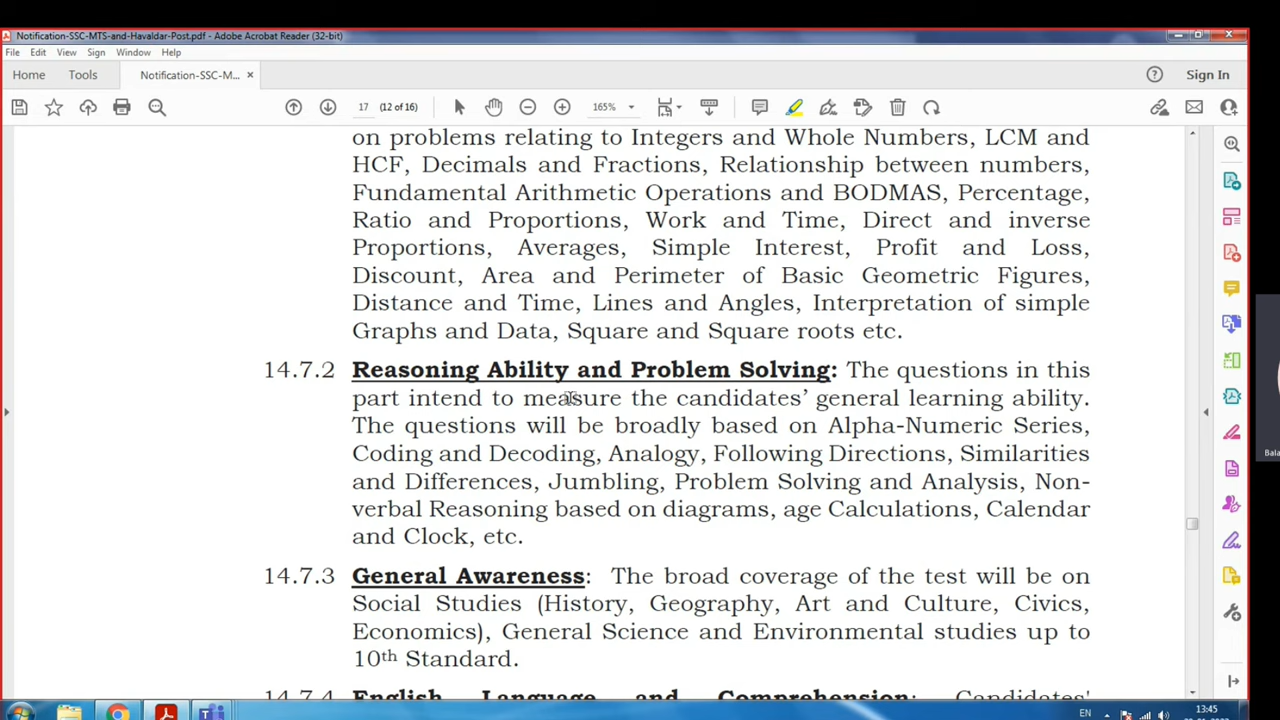 Notification-SSC-MTS-and-Havaldar-Post.pdf - Adobe Acrobat Reader (32-bit)
File Edit View Sign Window Help
Home Tools Notification-SSC-M... × Sign In
17 (12 of 16) 165%
on problems relating to Integers and Whole Numbers, LCM and
HCF, Decimals and Fractions, Relationship between numbers,
Fundamental Arithmetic Operations and BODMAS, Percentage,
Ratio and Proportions, Work and Time, Direct and inverse
Proportions, Averages, Simple Interest, Profit and Loss,
Discount, Area and Perimeter of Basic Geometric Figures,
Distance and Time, Lines and Angles, Interpretation of simple
Graphs and Data, Square and Square roots etc.
14.7.2 Reasoning Ability and Problem Solving: The questions in this
part intend to measure the candidates’ general learning ability.
The questions will be broadly based on Alpha-Numeric Series,
Coding and Decoding, Analogy, Following Directions, Similarities
and Differences, Jumbling, Problem Solving and Analysis, Non-
verbal Reasoning based on diagrams, age Calculations, Calendar
and Clock, etc.
14.7.3 General Awareness: The broad coverage of the test will be on
Social Studies (History, Geography, Art and Culture, Civics,
Economics), General Science and Environmental studies up to
10th Standard.
14.7.4 English Language and Comprehension: Candidates'
Bala
EN 13:45